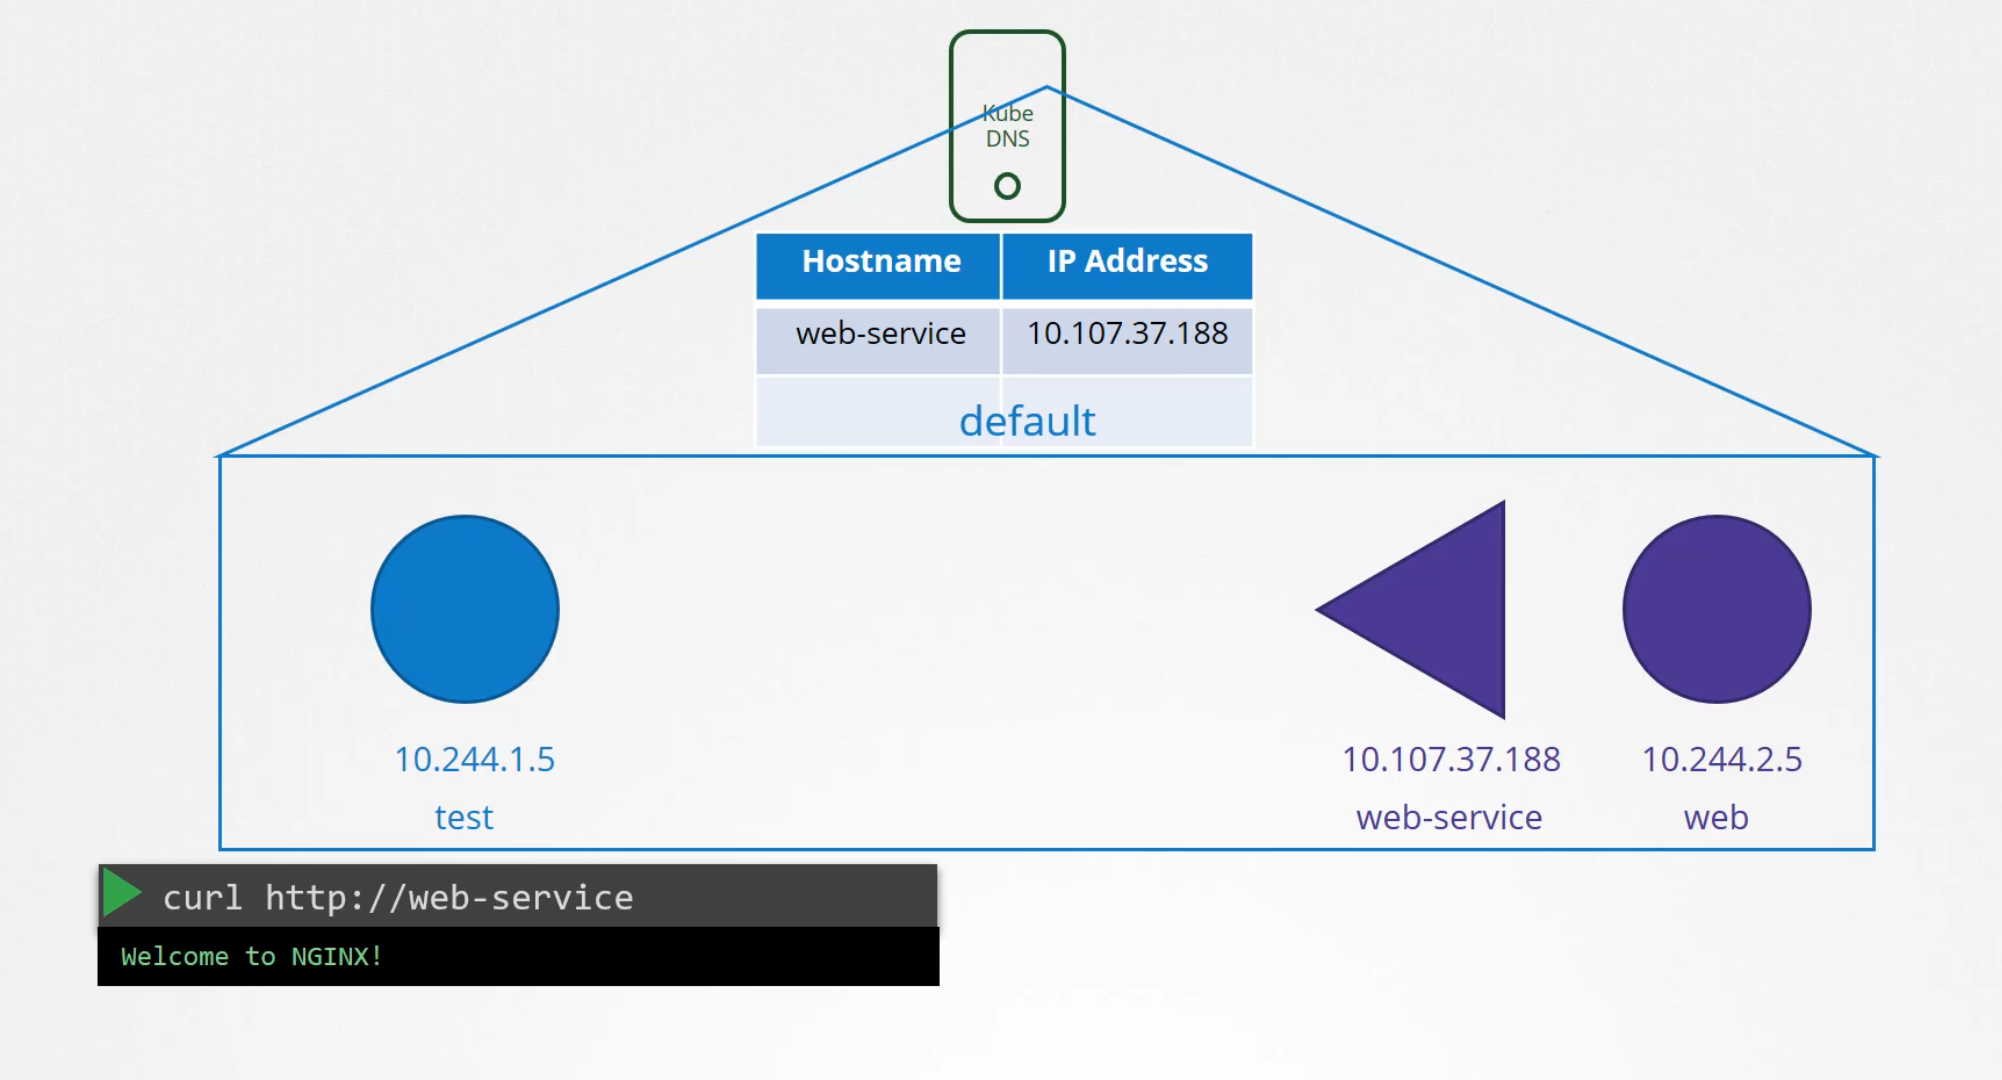 Kube
DNS
Hostname IP Address
web-service 10.107.37.188
default
10.244.1.5 10.107.37.188 10.244.2.5
test web-service web
curl http://web-service
Welcome to NGINX!